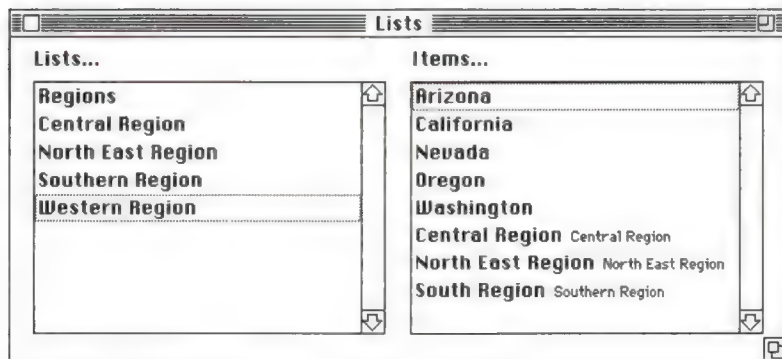 Lists
Lists...
Regions
Central Region
North East Region
Southern Region
Western Region
Items...
Arizona
California
Nevada
Oregon
Washington
Central Region Central Region
North East Region North East Region
South Region Southern Region